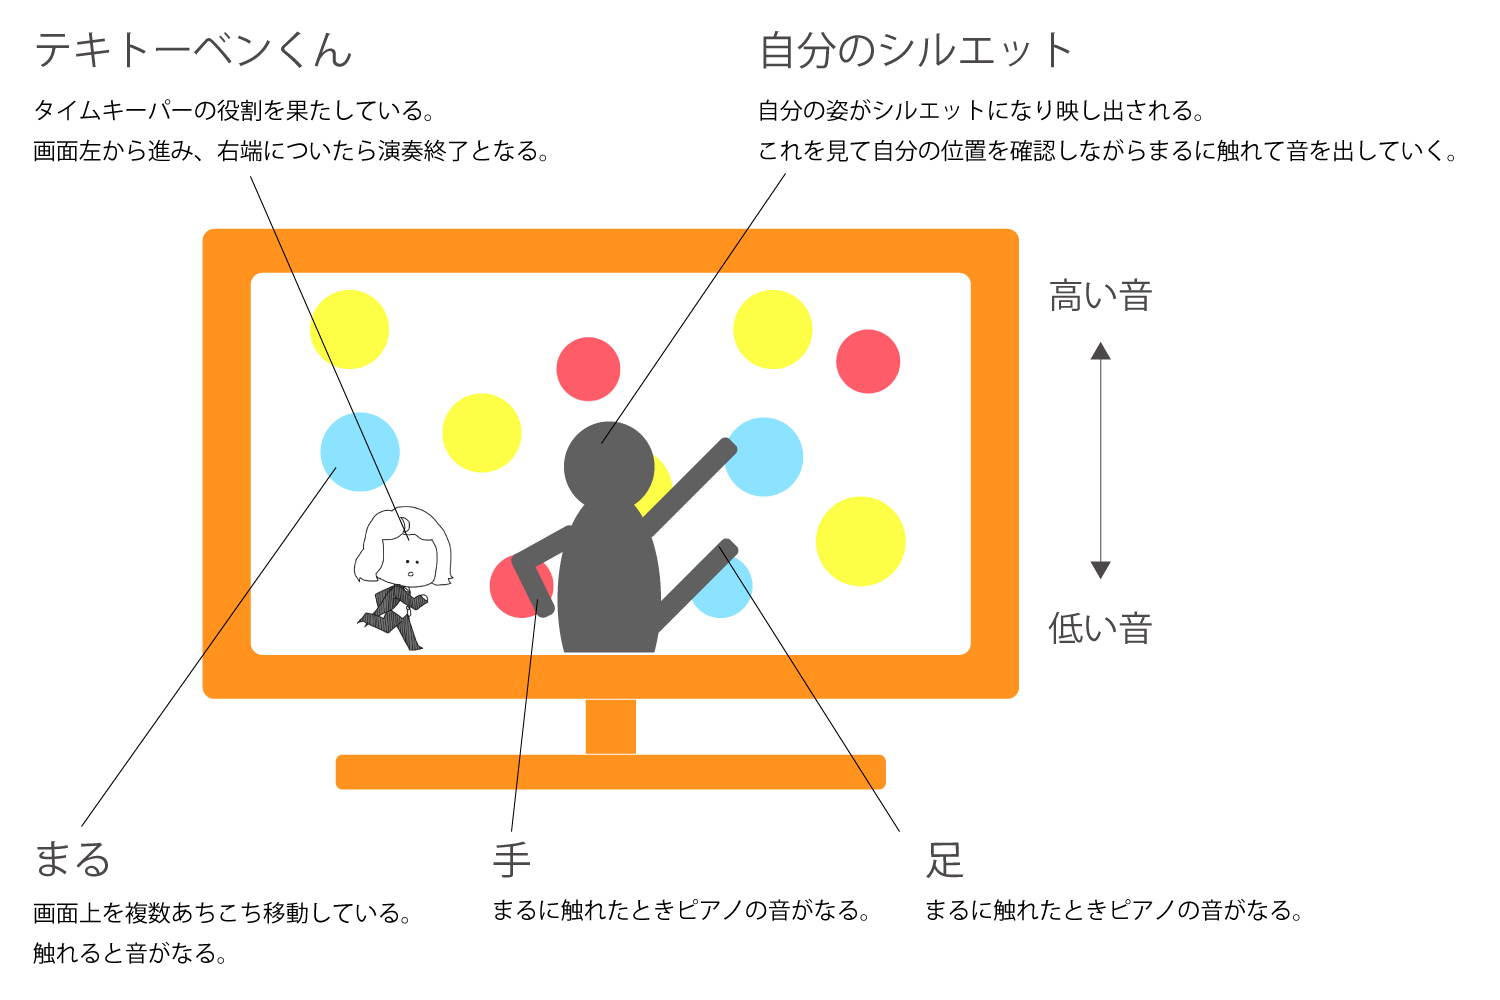 テキトーベンくん
タイムキーパーの役割を果たしている。
画面左から進み、右端についたら演奏終了となる。
自分のシルエット
自分の姿がシルエットになり映し出される。
これを見て自分の位置を確認しながらまるに触れて音を出していく。
高い音
低い音
まる
画面上を複数あちこち移動している。
触れると音がなる。
手
まるに触れたときピアノの音がなる。
足
まるに触れたときピアノの音がなる。